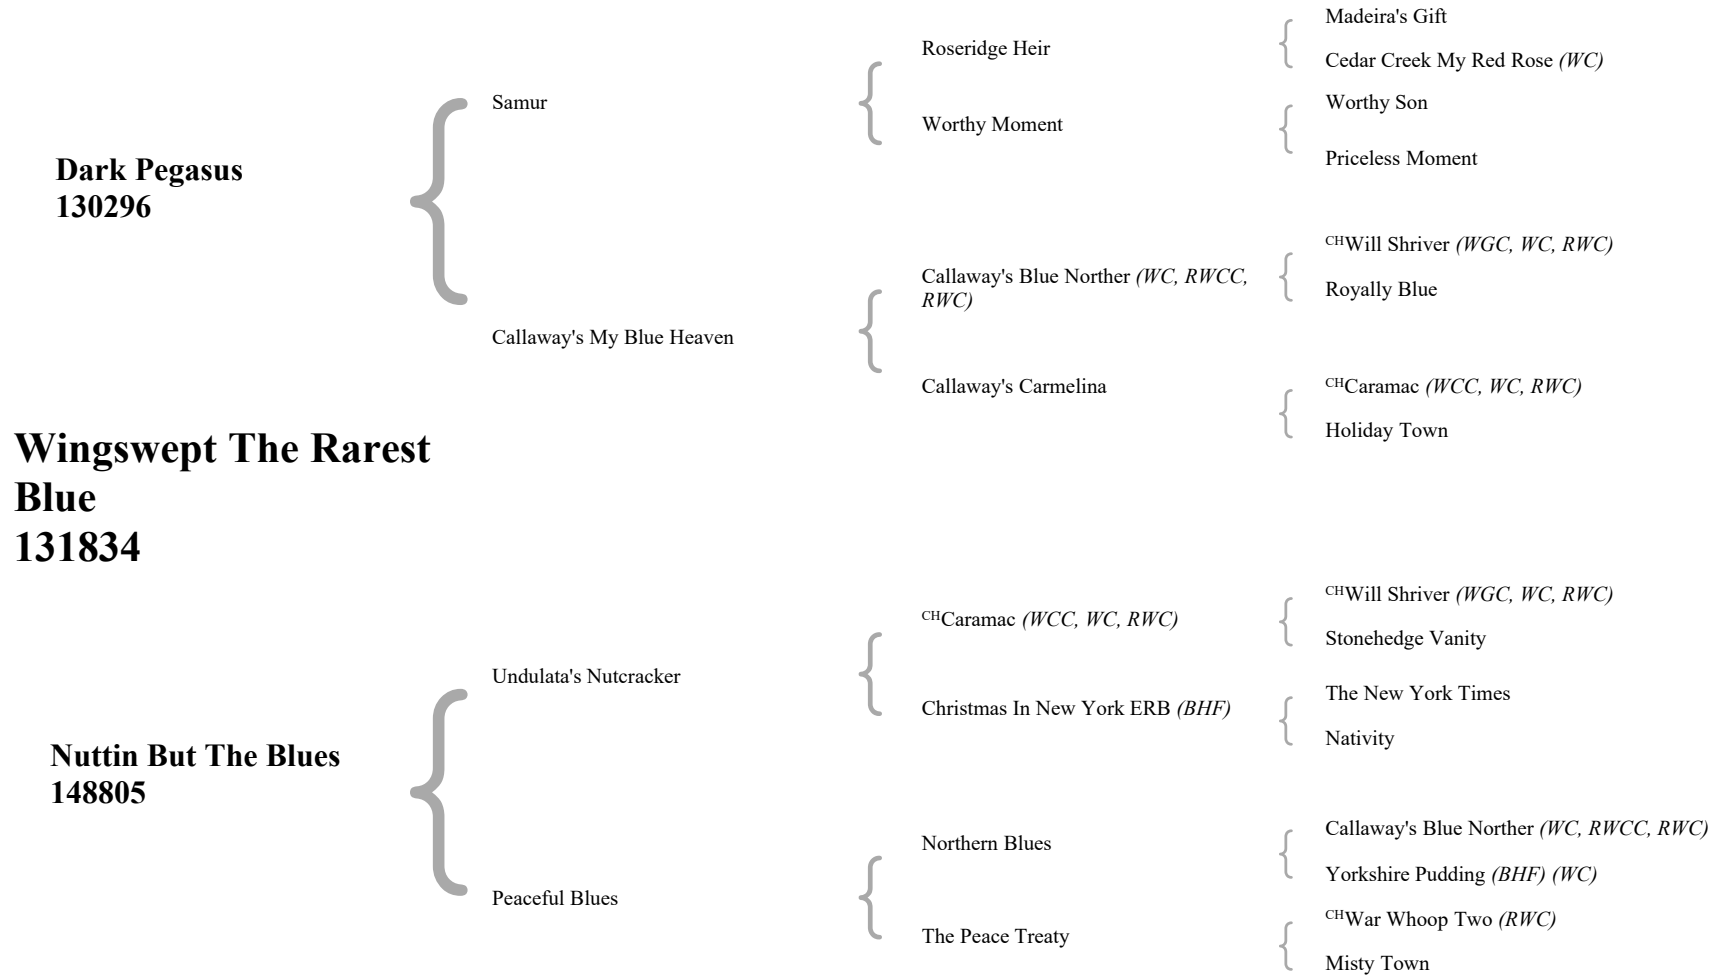 Madeira's Gift
Roseridge Heir
Cedar Creek My Red Rose (WC)
Samur
Worthy Son
Worthy Moment
Priceless Moment
Dark Pegasus
130296
CHWill Shriver (WGC, WC, RWC)
Callaway's Blue Norther (WC, RWCC,
RWC)
Royally Blue
Callaway's My Blue Heaven
Callaway's Carmelina
CHCaramac (WCC, WC, RWC)
Holiday Town
Wingswept The Rarest
Blue
131834
CHWill Shriver (WGC, WC, RWC)
CHCaramac (WCC, WC, RWC)
Stonehedge Vanity
Undulata's Nutcracker
The New York Times
Christmas In New York ERB (BHF)
Nativity
Nuttin But The Blues
148805
Callaway's Blue Norther (WC, RWCC, RWC)
Northern Blues
Yorkshire Pudding (BHF) (WC)
Peaceful Blues
CHWar Whoop Two (RWC)
The Peace Treaty
Misty Town